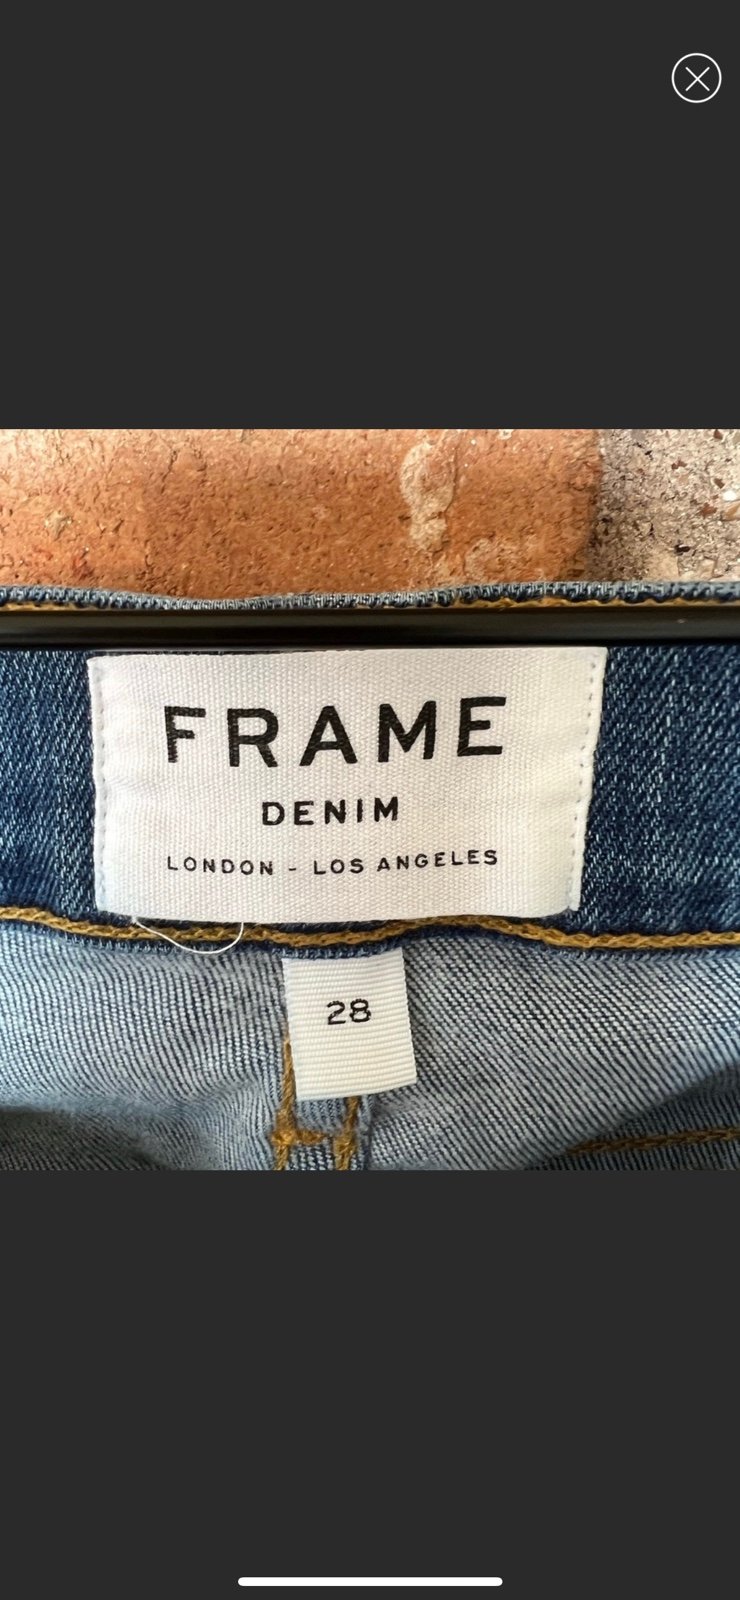 FRAME
DENIM
LONDON - LOS ANGELES
28